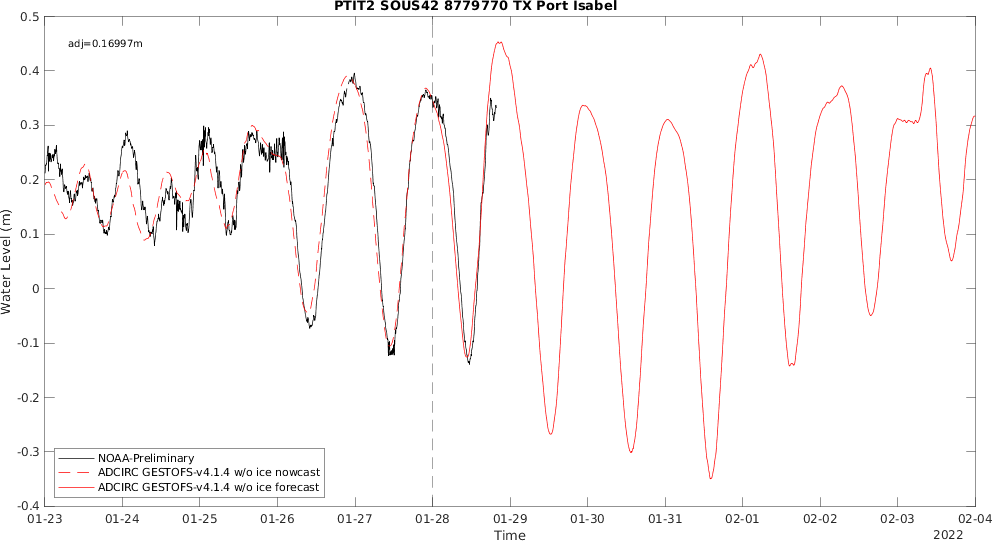 PTIT2 SOUS42 8779770 TX Port Isabel
adj=0.16997m
Water Level (m)
0.5
0.4
0.3
0.2
0.1
0
-0.1
-0.2
-0.3
-0.4
NOAA-Preliminary
ADCIRC GESTOFS-v4.1.4 w/o ice nowcast
ADCIRC GESTOFS-v4.1.4 w/o ice forecast
01-23 01-24 01-25 01-26 01-27 01-28 01-29 01-30 01-31 02-01 02-02 02-03 02-04
Time
2022